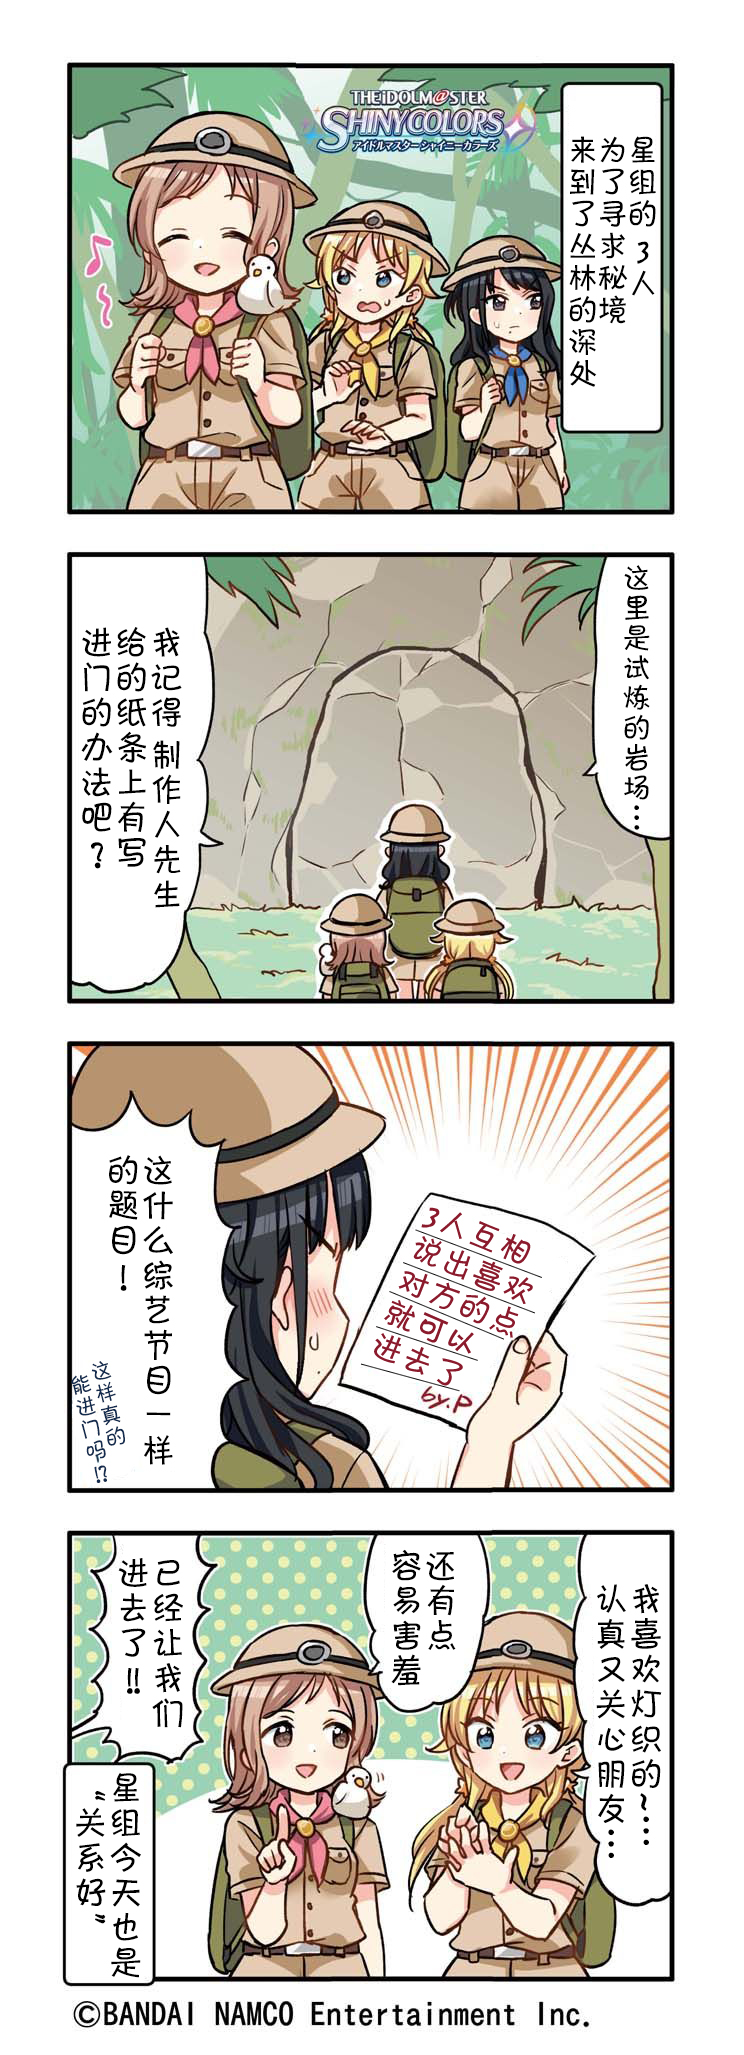 THE iDOLM@STER
SHINYCOLORS
アイドルマスター シャイニーカラーズ
星组的3人
为了寻求秘境
来到了丛林的深处
这里是试炼的岩场…
我记得制作人先生
给的纸条上有写
进门的办法吧?
3人互相
说出喜欢
对方的点
就可以
进去了
by.P
这什么综艺节目一样
的题目!
这样真的
能进门吗!?
我喜欢灯织的~…
认真又关心朋友…
还有点
容易害羞
已经让我们
进去了!!
星组今天也是
"关系好"
©BANDAI NAMCO Entertainment Inc.